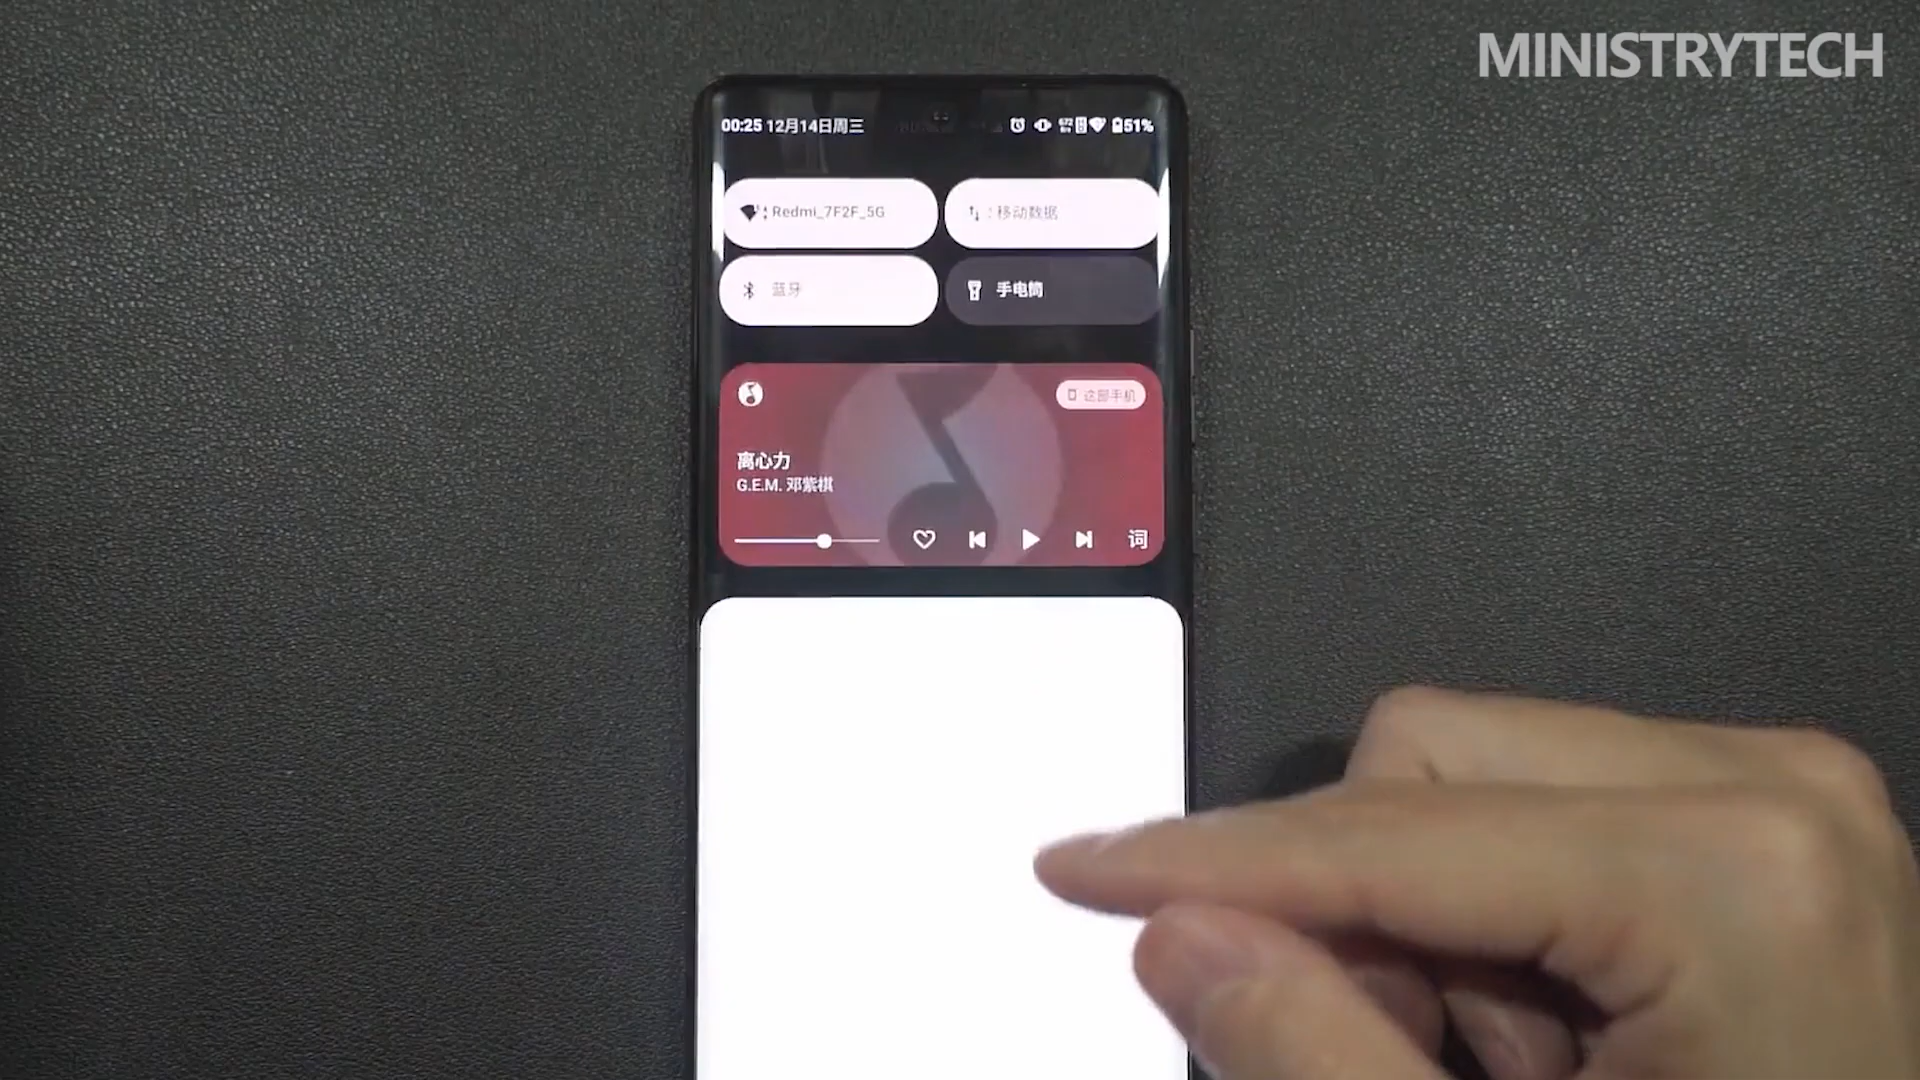 MINISTRYTECH
00:25 12月14日周三
51%
Redmi_7F2F_5G
移动数据
蓝牙
手电筒
这部手机
离心力
G.E.M. 邓紫棋
词